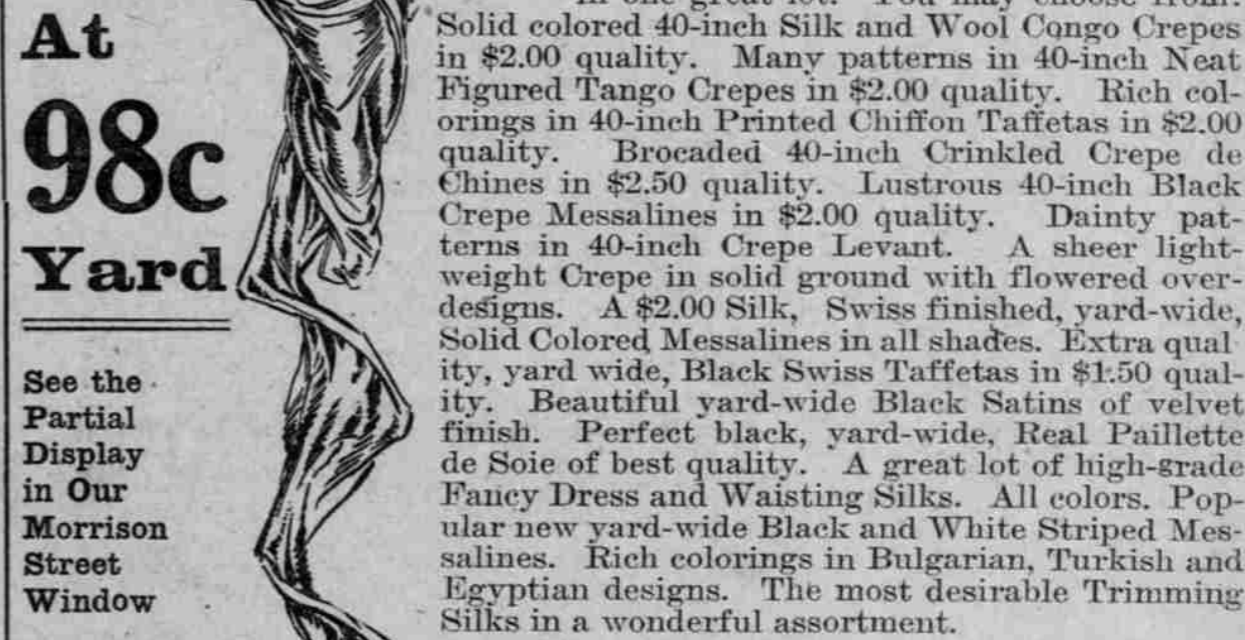 At
98c
Yard
See the
Partial
Display
in Our
Morrison
Street
Window
in one great lot. You may choose from:
Solid colored 40-inch Silk and Wool Congo Crepes
in $2.00 quality. Many patterns in 40-inch Neat
Figured Tango Crepes in $2.00 quality. Rich col-
orings in 40-inch Printed Chiffon Taffetas in $2.00
quality. Brocaded 40-inch Crinkled Crepe de
Chines in $2.50 quality. Lustrous 40-inch Black
Crepe Messalines in $2.00 quality. Dainty pat-
terns in 40-inch Crepe Levant. A sheer light-
weight Crepe in solid ground with flowered over-
designs. A $2.00 Silk, Swiss finished, yard-wide,
Solid Colored Messalines in all shades. Extra qual
ity, yard wide, Black Swiss Taffetas in $1.50 qual-
ity. Beautiful yard-wide Black Satins of velvet
finish. Perfect black, yard-wide, Real Paillette
de Soie of best quality. A great lot of high-grade
Fancy Dress and Waisting Silks. All colors. Pop-
ular new yard-wide Black and White Striped Mes-
salines. Rich colorings in Bulgarian, Turkish and
Egyptian designs. The most desirable Trimming
Silks in a wonderful assortment.